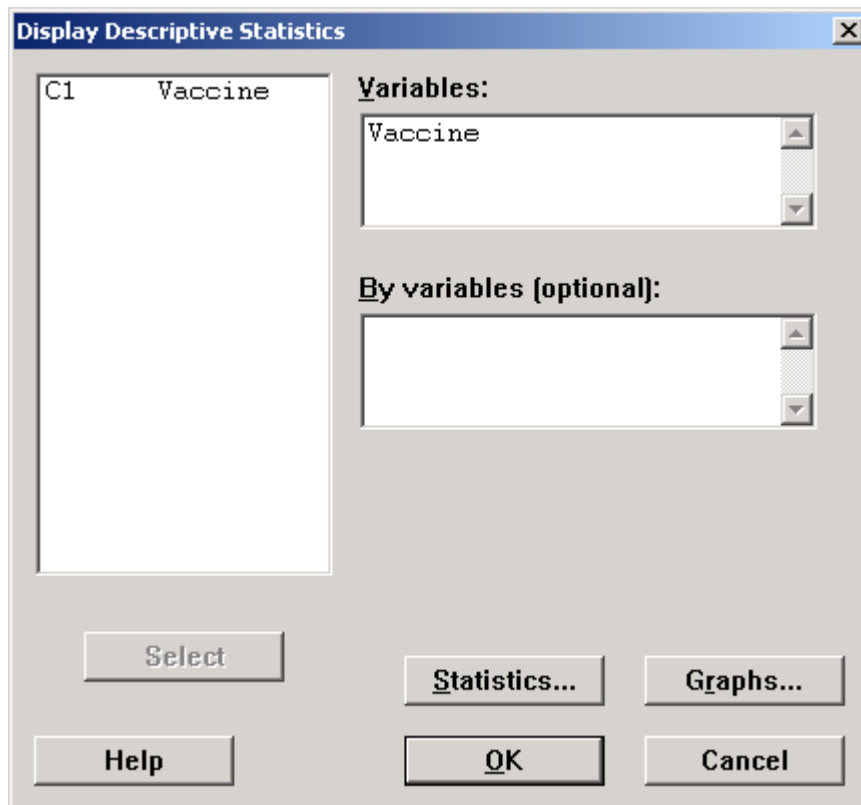 Display Descriptive Statistics
C1 Vaccine
Variables:
Vaccine
By variables (optional):
Select
Statistics... Graphs...
Help OK Cancel